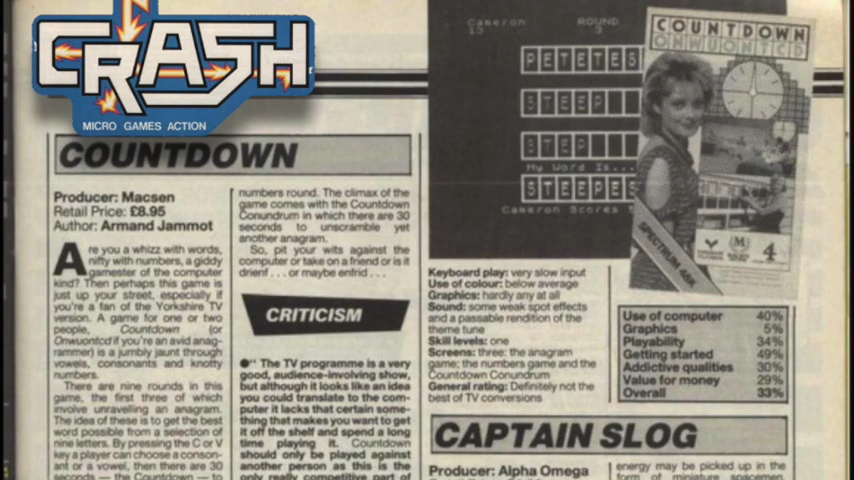 CRASH
MICRO GAMES ACTION
COUNTDOWN
Producer: Macsen
Retail Price: £8.95
Author: Armand Jammot
Are you a whizz with words,
nifty with numbers, a giddy
gamester of the computer
kind? Then perhaps this game is
just up your street, especially if
you're a fan of the Yorkshire TV
version. A game for one or two
people, Countdown (or
Onwuontcd if you're an avid anag-
rammer) is a jumbly jaunt through
vowels, consonants and knotty
numbers.
There are nine rounds in this
game, the first three of which
involve unravelling an anagram.
The idea of these is to get the best
word possible from a selection of
nine letters. By pressing the C or V
key a player can choose a conson-
ant or a vowel, then there are 30
seconds — the Countdown — to
numbers round. The climax of the
game comes with the Countdown
Conundrum in which there are 30
seconds to unscramble yet
another anagram.
So, pit your wits against the
computer or take on a friend or is it
drienf . . . or maybe enfrid . . .
CRITICISM
●" The TV programme is a very
good, audience-involving show,
but although it looks like an idea
you could translate to the com-
puter it lacks that certain some-
thing that makes you want to get
it off the shelf and spend a long
time playing it. Countdown
should only be played against
another person as this is the
only really competitive part of
Cameron
13
ROUND
3
PETETES
STEP
STEP
My Word Is...
STEEPES
Cameron Scores
COUNTDOWN
ONWUONTCD
SPECTRUM 48K
4
Keyboard play: very slow input
Use of colour: below average
Graphics: hardly any at all
Sound: some weak spot effects
and a passable rendition of the
theme tune
Skill levels: one
Screens: three: the anagram
game; the numbers game and the
Countdown Conundrum
General rating: Definitely not the
best of TV conversions
Use of computer 40%
Graphics 5%
Playability 34%
Getting started 49%
Addictive qualities 30%
Value for money 29%
Overall 33%
CAPTAIN SLOG
Producer: Alpha Omega
energy may be picked up in the
form of miniature spacemen,